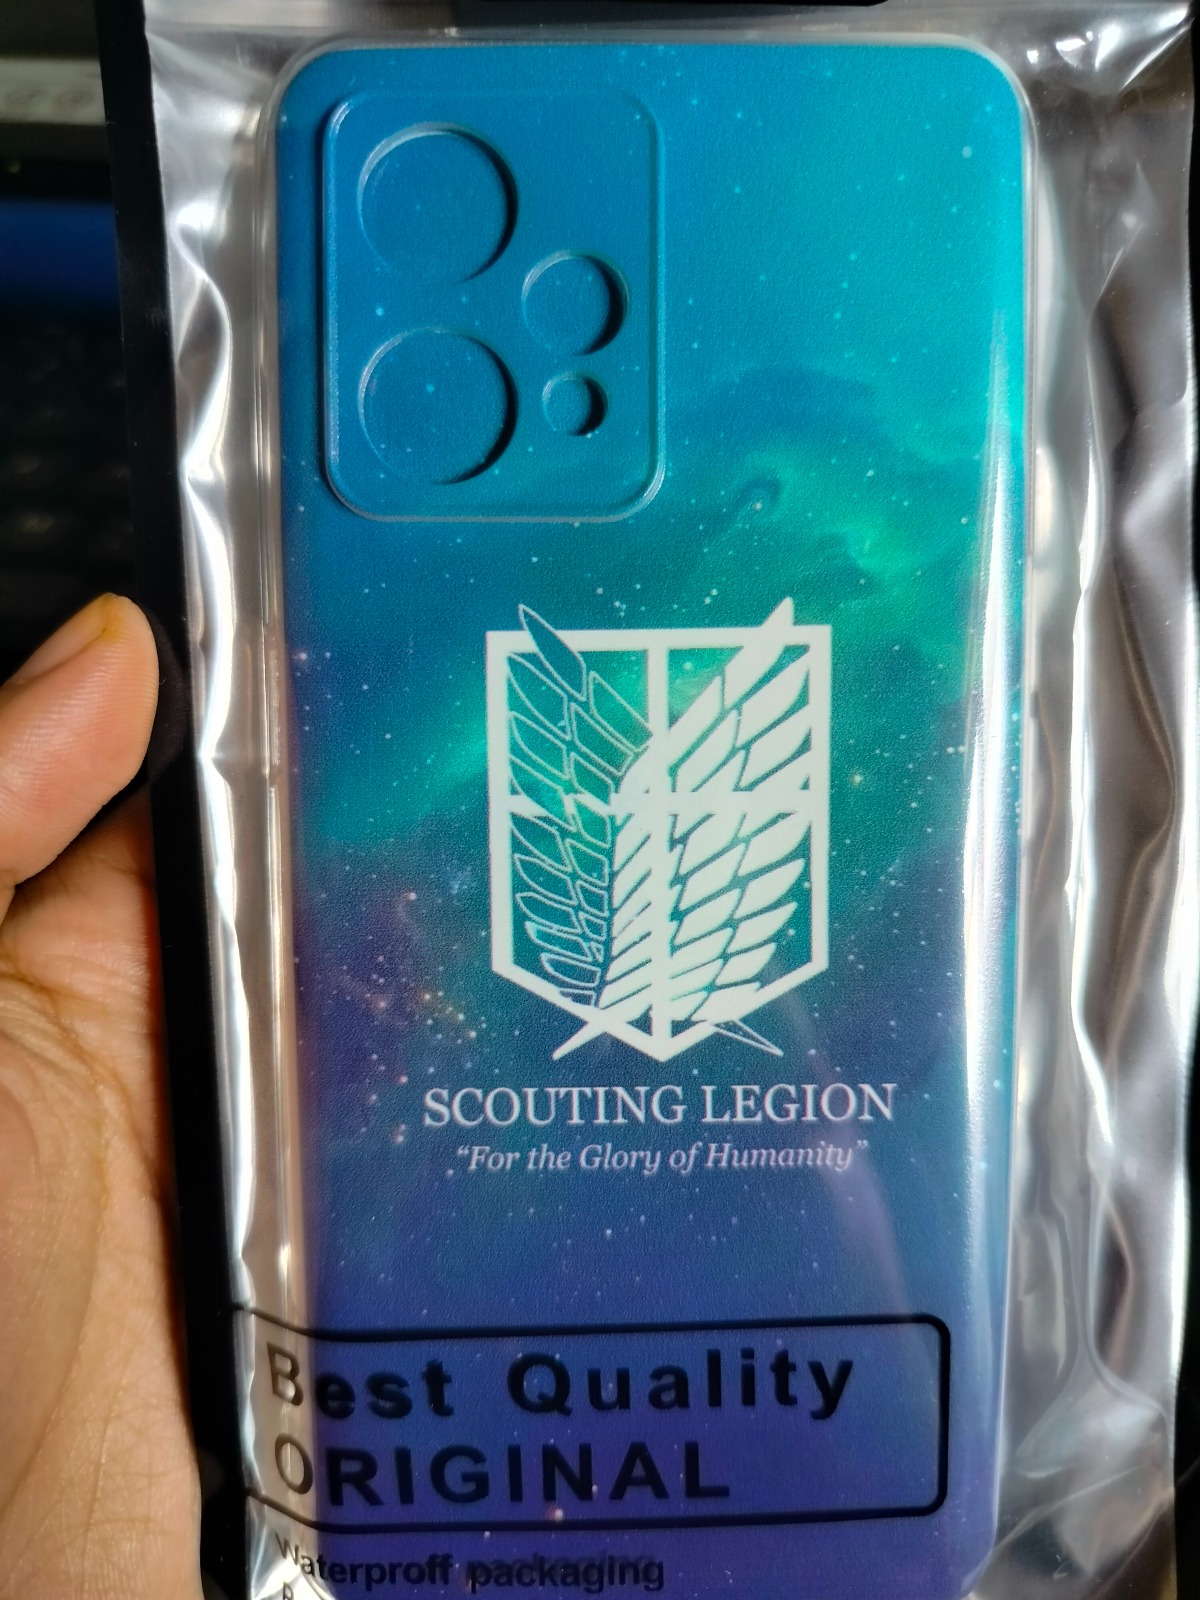 SCOUTING LEGION
“For the Glory of Humanity”
Best Quality
ORIGINAL
Waterproff packaging